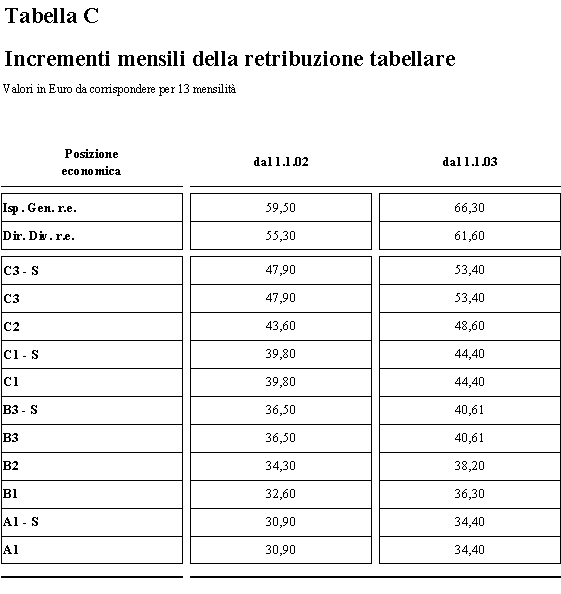 Tabella C
Incrementi mensili della retribuzione tabellare
Valori in Euro da corrispondere per 13 mensilità
Posizione economica dal 1.1.02 dal 1.1.03
Isp. Gen. r.e. 59,50 66,30
Dir. Div. r.e. 55,30 61,60
C3 - S 47,90 53,40
C3 47,90 53,40
C2 43,60 48,60
C1 - S 39,80 44,40
C1 39,80 44,40
B3 - S 36,50 40,61
B3 36,50 40,61
B2 34,30 38,20
B1 32,60 36,30
A1 - S 30,90 34,40
A1 30,90 34,40